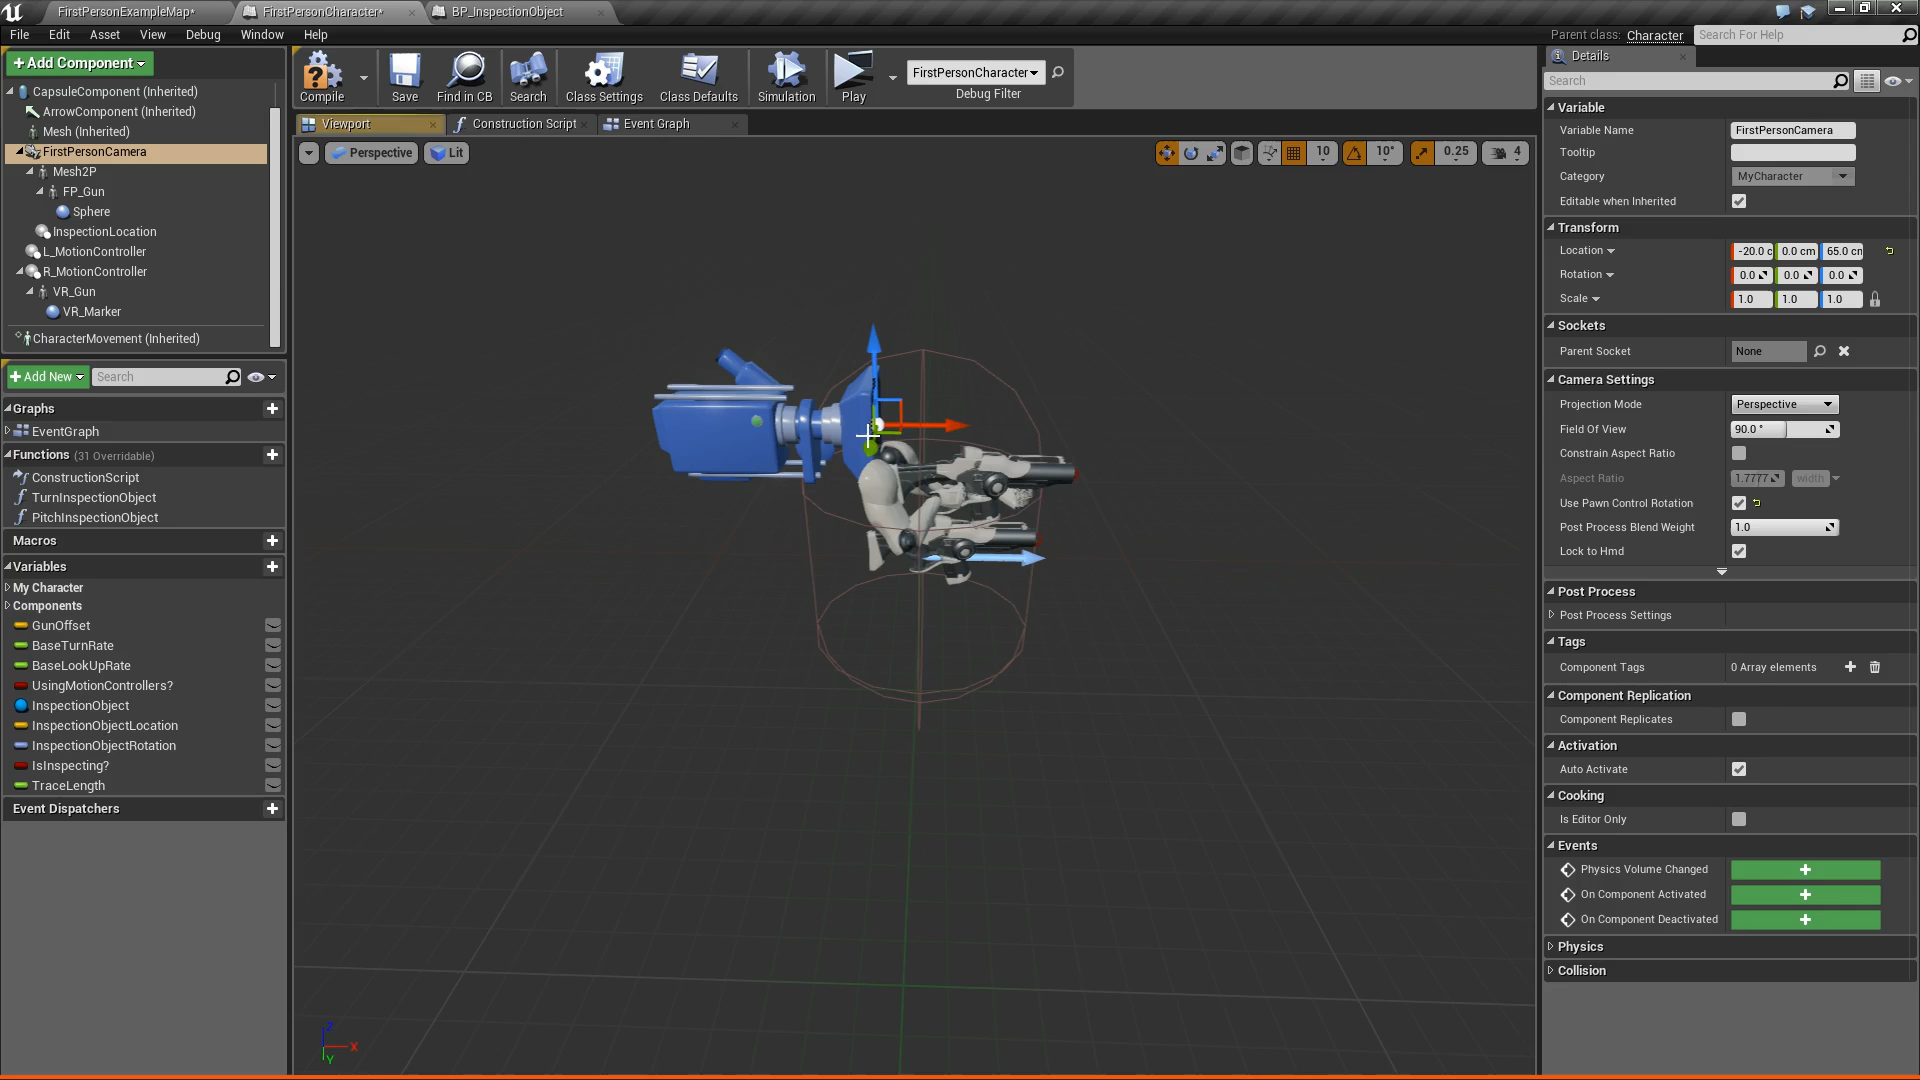 FirstPersonExampleMap*
FirstPersonCharacter*
BP_InspectionObject
File Edit Asset View Debug Window Help
Parent class: Character
Search For Help
Add Component
CapsuleComponent (Inherited)
ArrowComponent (Inherited)
Mesh (Inherited)
FirstPersonCamera
Mesh2P
FP_Gun
Sphere
InspectionLocation
L_MotionController
R_MotionController
VR_Gun
VR_Marker
CharacterMovement (Inherited)
Add New
Search
Graphs
EventGraph
Functions (31 Overridable)
ConstructionScript
TurnInspectionObject
PitchInspectionObject
Macros
Variables
My Character
Components
GunOffset
BaseTurnRate
BaseLookUpRate
UsingMotionControllers?
InspectionObject
InspectionObjectLocation
InspectionObjectRotation
IsInspecting?
TraceLength
Event Dispatchers
Compile
Save
Find in CB
Search
Class Settings
Class Defaults
Simulation
Play
FirstPersonCharacter
Debug Filter
Viewport
Construction Script
Event Graph
Perspective
Lit
10
10°
0.25
4
Z
X
Y
Details
Search
Variable
Variable Name FirstPersonCamera
Tooltip
Category MyCharacter
Editable when Inherited
Transform
Location -20.0 c 0.0 cm 65.0 cm
Rotation 0.0 0.0 0.0
Scale 1.0 1.0 1.0
Sockets
Parent Socket None
Camera Settings
Projection Mode Perspective
Field Of View 90.0 °
Constrain Aspect Ratio
Aspect Ratio 1.7777 width
Use Pawn Control Rotation
Post Process Blend Weight 1.0
Lock to Hmd
Post Process
Post Process Settings
Tags
Component Tags 0 Array elements
Component Replication
Component Replicates
Activation
Auto Activate
Cooking
Is Editor Only
Events
Physics Volume Changed
On Component Activated
On Component Deactivated
Physics
Collision